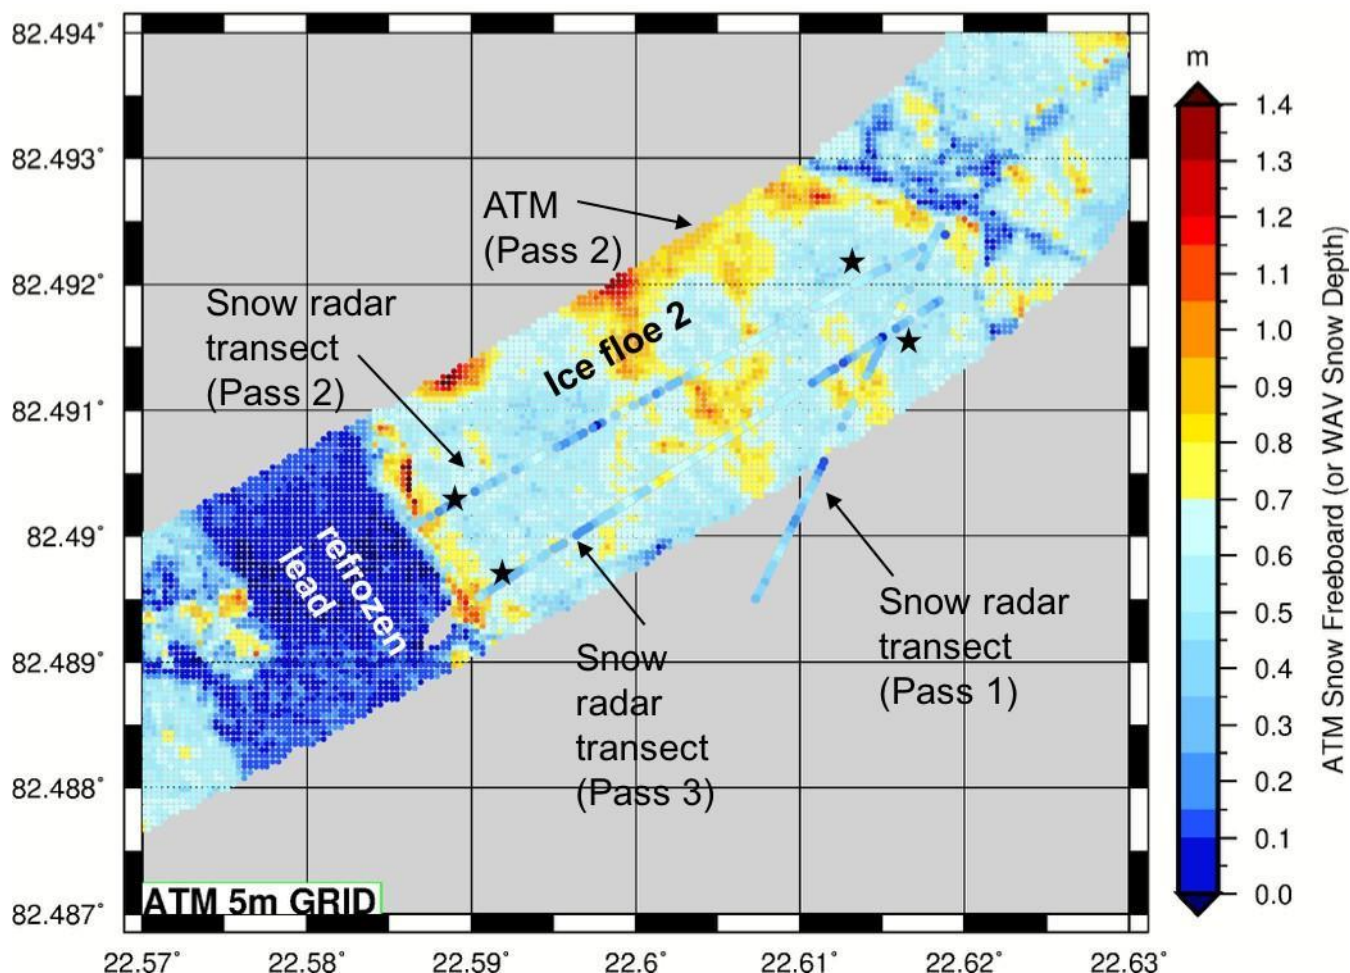 82.494°
82.493°
82.492°
82.491°
82.49°
82.489°
82.488°
82.487°
ATM
(Pass 2)
Snow radar
transect
(Pass 2)
Ice floe 2
refrozen
lead
Snow
radar
transect
(Pass 3)
Snow radar
transect
(Pass 1)
ATM 5m GRID
22.57°
22.58°
22.59°
22.6°
22.61°
22.62°
22.63°
m
1.4
1.3
1.2
1.1
1.0
0.9
0.8
0.7
0.6
0.5
0.4
0.3
0.2
0.1
0.0
ATM Snow Freeboard (or WAV Snow Depth)